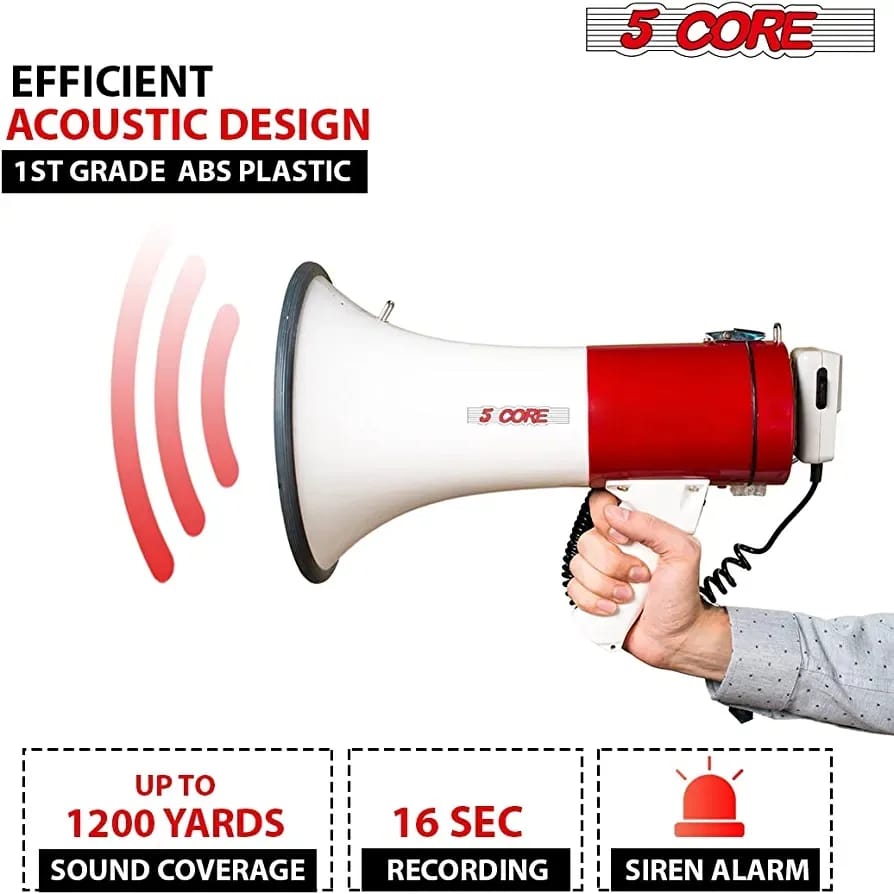 5 CORE
EFFICIENT
ACOUSTIC DESIGN
1ST GRADE ABS PLASTIC
5 CORE
UP TO
1200 YARDS
SOUND COVERAGE
16 SEC
RECORDING
SIREN ALARM